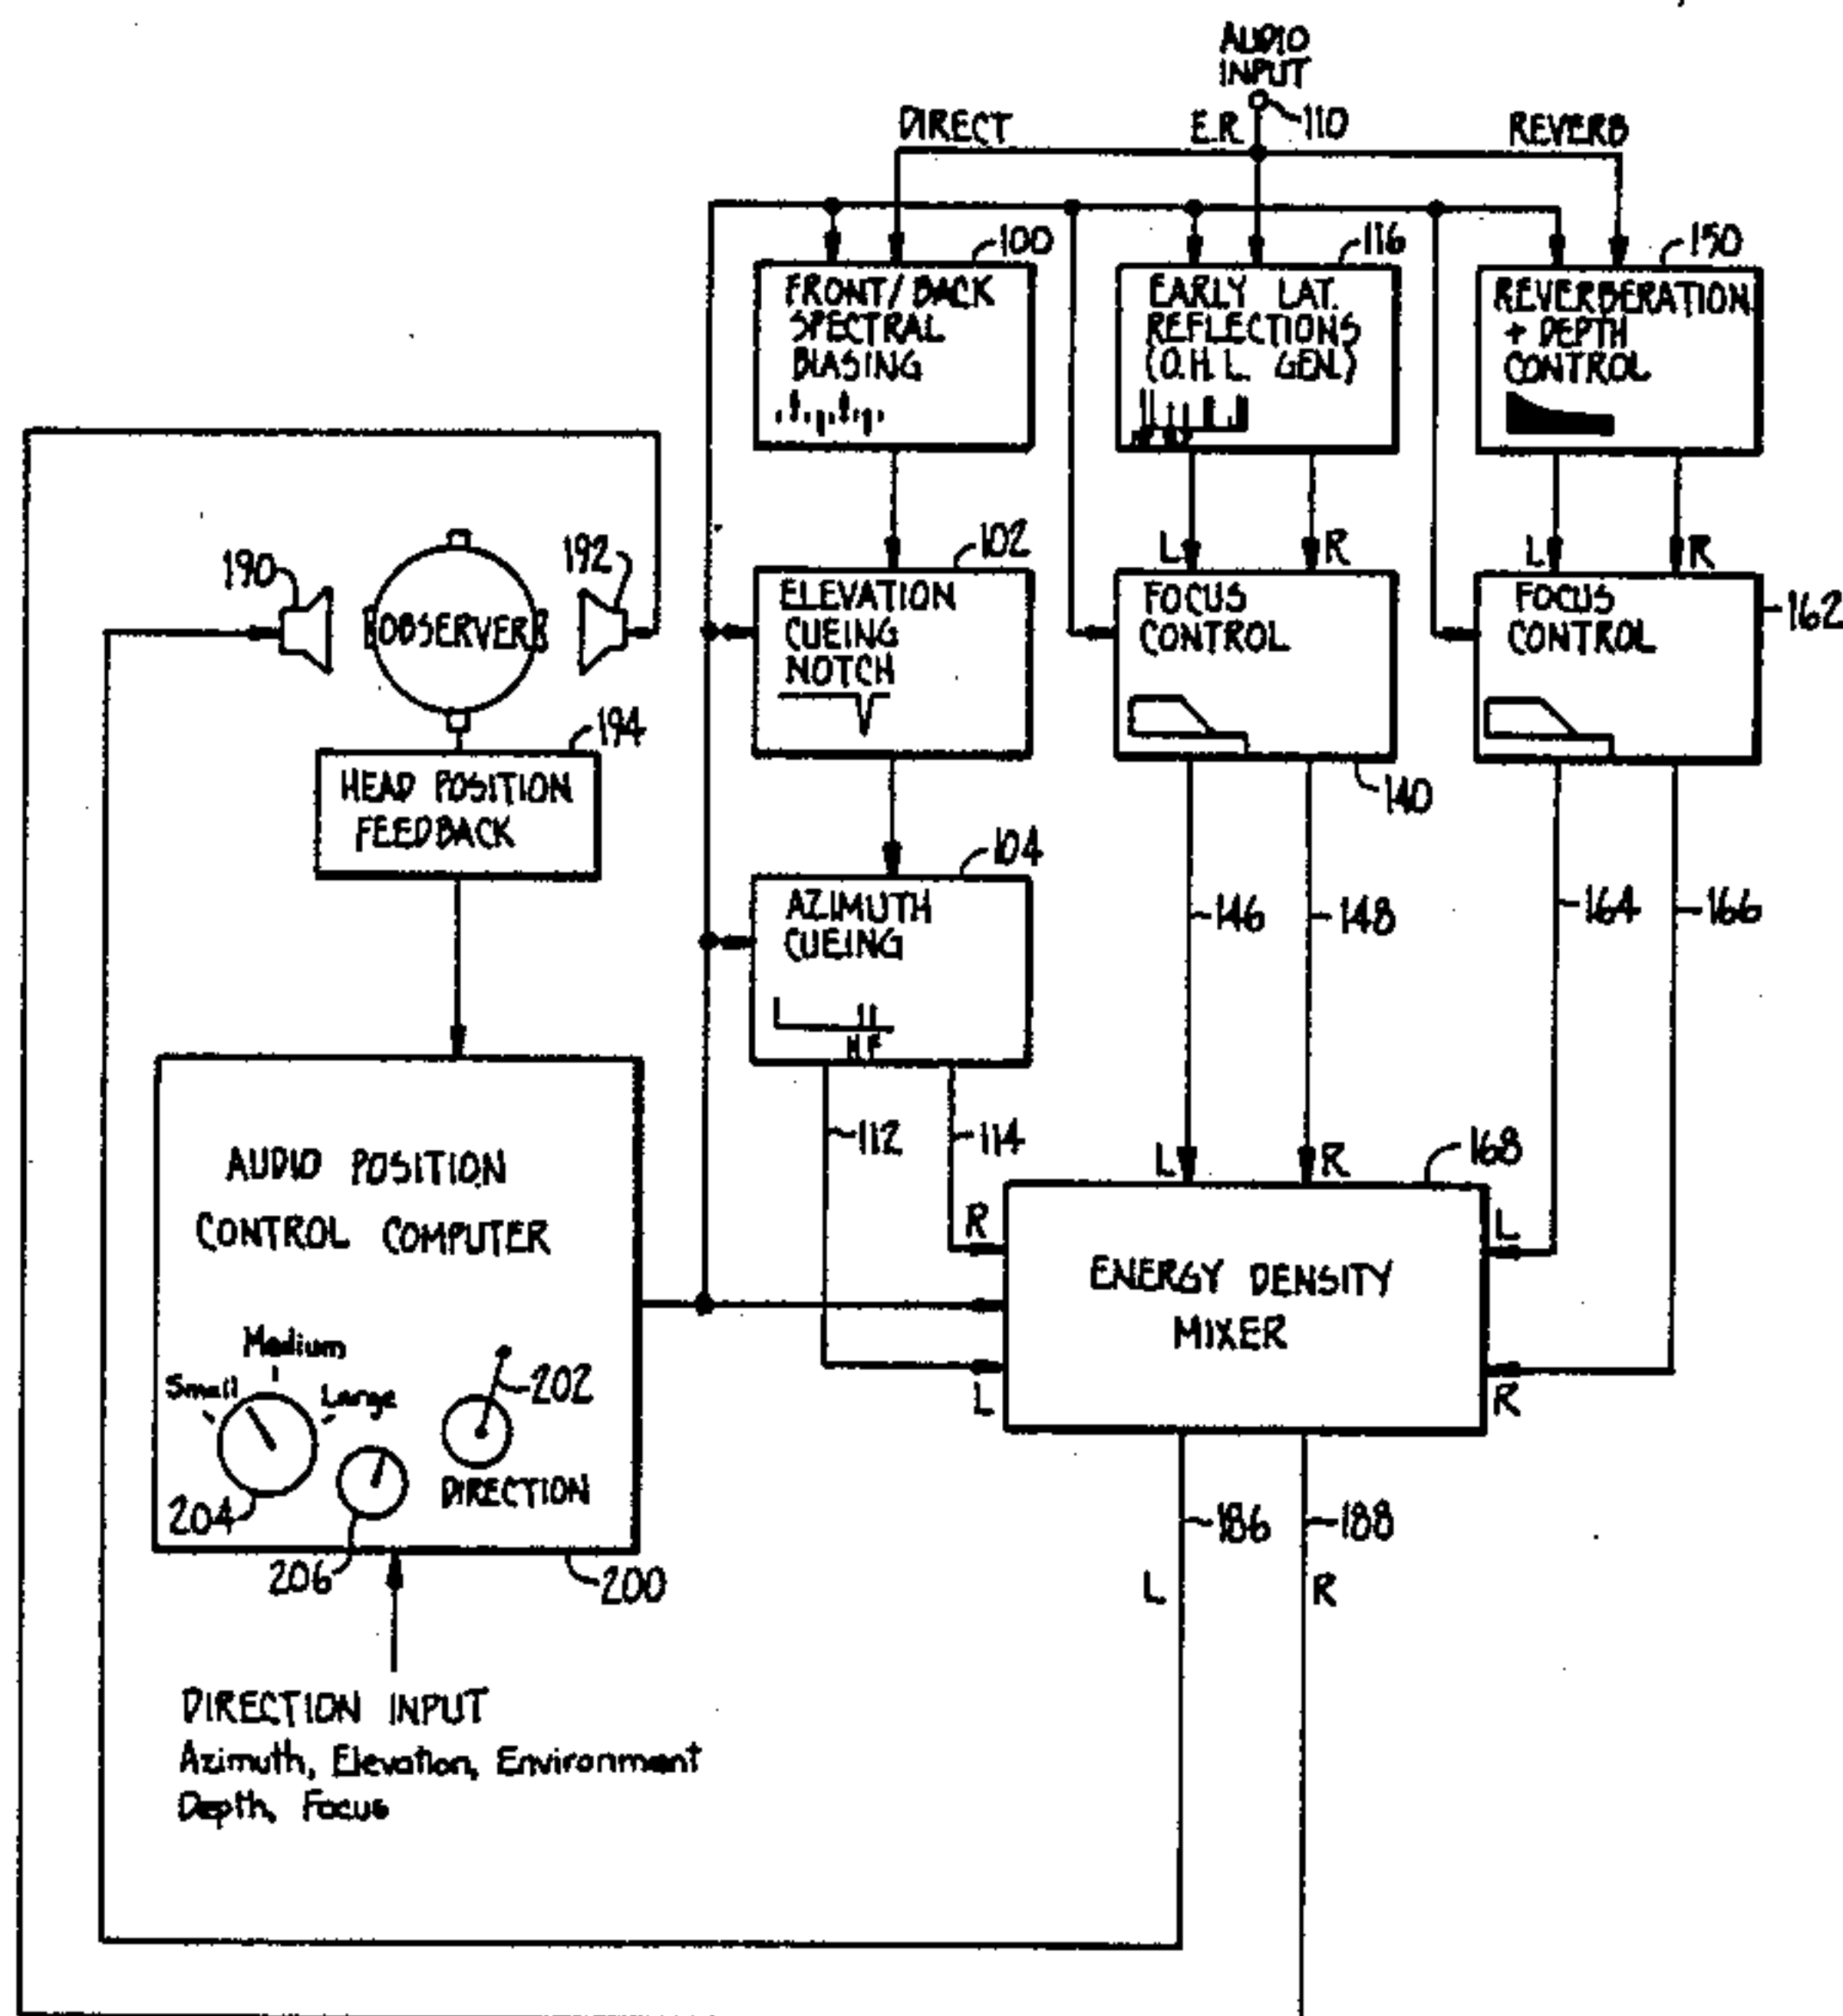 AUDIO
INPUT
110
DIRECT
E.R.
REVERB
100
116
150
FRONT/BACK
SPECTRAL
BIASING
EARLY LAT.
REFLECTIONS
(O.H.L. GEN.)
REVERBERATION
+ DEPTH
CONTROL
190
OBSERVER
192
102
L
R
L
R
ELEVATION
CUEING
NOTCH
FOCUS
CONTROL
FOCUS
CONTROL
162
194
HEAD POSITION
FEEDBACK
140
104
AZIMUTH
CUEING
H.F.
146
148
164
166
112
114
L
R
168
AUDIO POSITION
CONTROL COMPUTER
R
L
ENERGY DENSITY
MIXER
L
R
Small
Medium
Large
202
DIRECTION
204
206
200
186
188
L
R
DIRECTION INPUT
Azimuth, Elevation, Environment
Depth, Focus